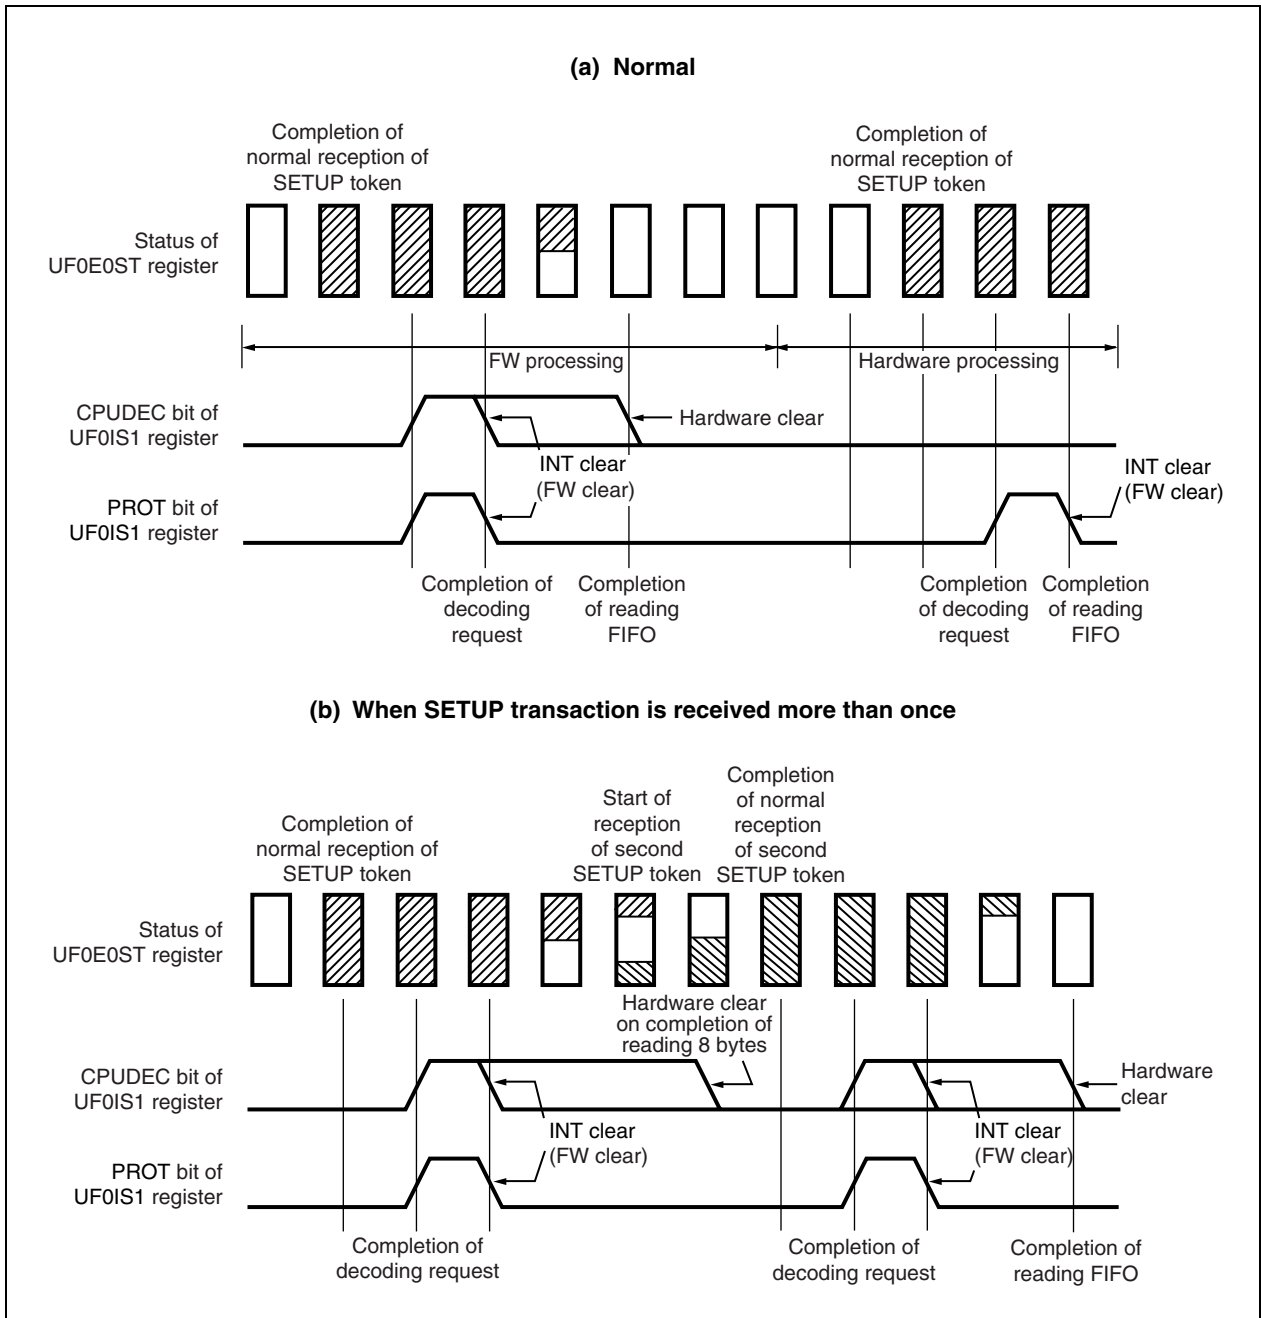 (a) Normal
Completion of
normal reception of
SETUP token
Completion of
normal reception of
SETUP token
Status of
UF0E0ST register
FW processing
Hardware processing
CPUDEC bit of
UF0IS1 register
Hardware clear
INT clear
(FW clear)
INT clear
(FW clear)
PROT bit of
UF0IS1 register
Completion of
decoding
request
Completion
of reading
FIFO
Completion
of decoding
request
Completion
of reading
FIFO
(b) When SETUP transaction is received more than once
Completion of
normal reception of
SETUP token
Start of
reception
of second
SETUP token
Completion
of normal
reception
of second
SETUP token
Status of
UF0E0ST register
Hardware clear
on completion of
reading 8 bytes
CPUDEC bit of
UF0IS1 register
Hardware
clear
INT clear
(FW clear)
INT clear
(FW clear)
PROT bit of
UF0IS1 register
Completion of
decoding request
Completion of
decoding request
Completion of
reading FIFO